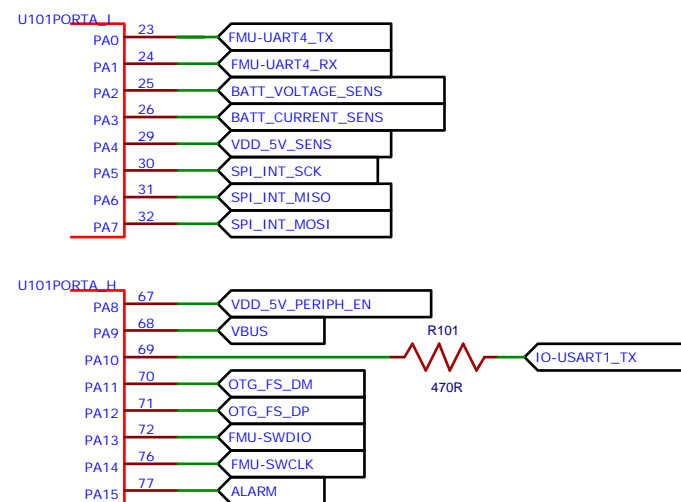 U101PORTA_L
PA0 23 FMU-UART4_TX
PA1 24 FMU-UART4_RX
PA2 25 BATT_VOLTAGE_SENS
PA3 26 BATT_CURRENT_SENS
PA4 29 VDD_5V_SENS
PA5 30 SPI_INT_SCK
PA6 31 SPI_INT_MISO
PA7 32 SPI_INT_MOSI
U101PORTA_H
PA8 67 VDD_5V_PERIPH_EN
PA9 68 VBUS
R101
PA10 69 IO-USART1_TX
470R
PA11 70 OTG_FS_DM
PA12 71 OTG_FS_DP
PA13 72 FMU-SWDIO
PA14 76 FMU-SWCLK
PA15 77 ALARM